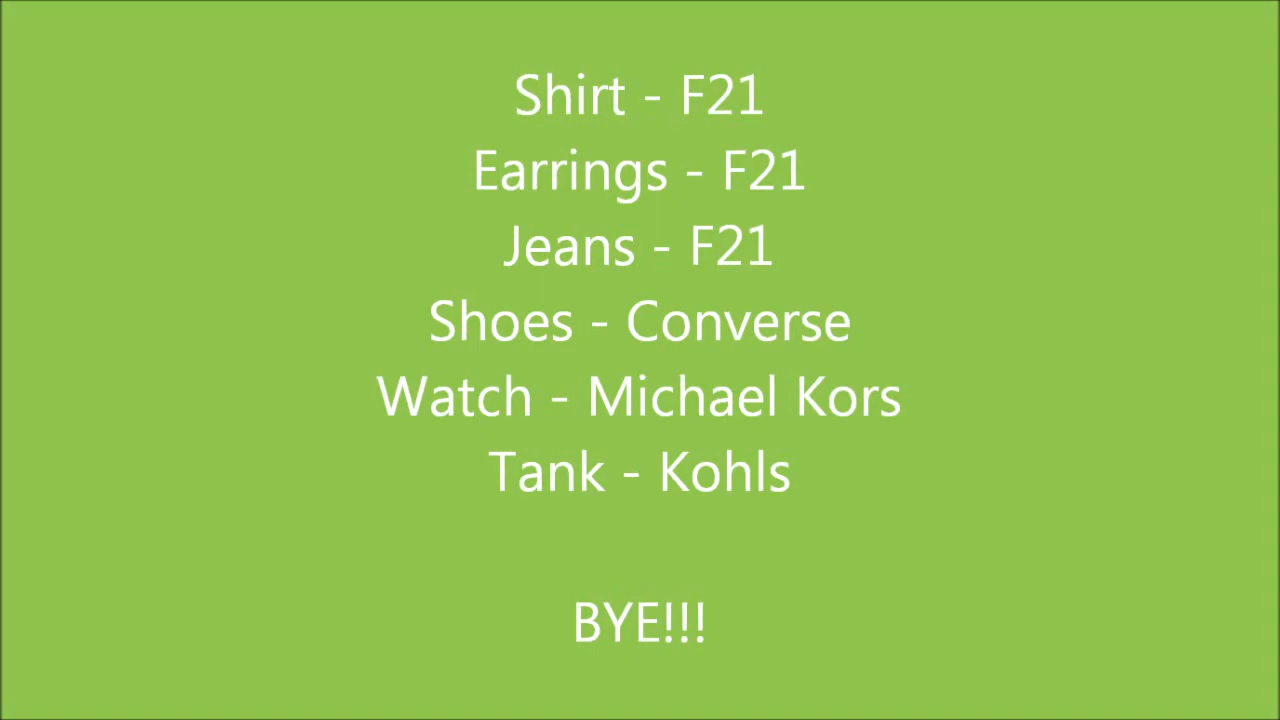 Shirt - F21
Earrings - F21
Jeans - F21
Shoes - Converse
Watch - Michael Kors
Tank - Kohls
BYE!!!